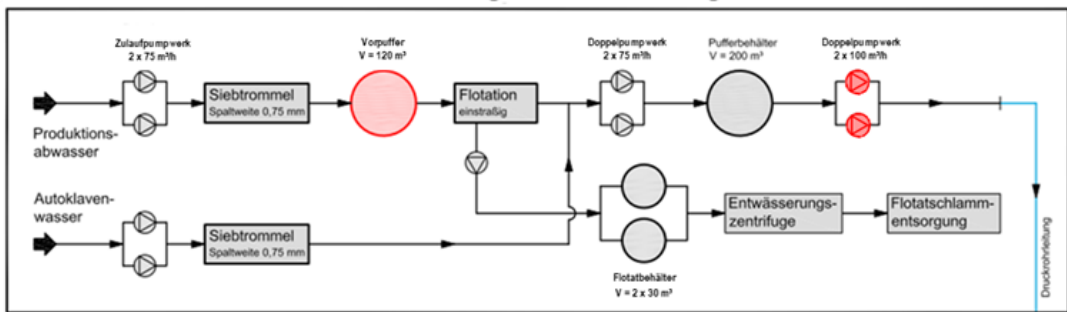 Zulaufpumpwerk
2 x 75 m³/h
Vorpuffer
V = 120 m³
Doppelpumpwerk
2 x 75 m³/h
Pufferbehälter
V = 200 m³
Doppelpumpwerk
2 x 100 m³/h
Siebtrommel
Spaltweite 0,75 mm
Flotation
einstraßig
Produktions-
abwasser
Autoklaven-
wasser
Siebtrommel
Spaltweite 0,75 mm
Entwässerungs-
zentrifuge
Flotatschlamm-
entsorgung
Flotatbehälter
V = 2 x 30 m³
Druckrohrleitung